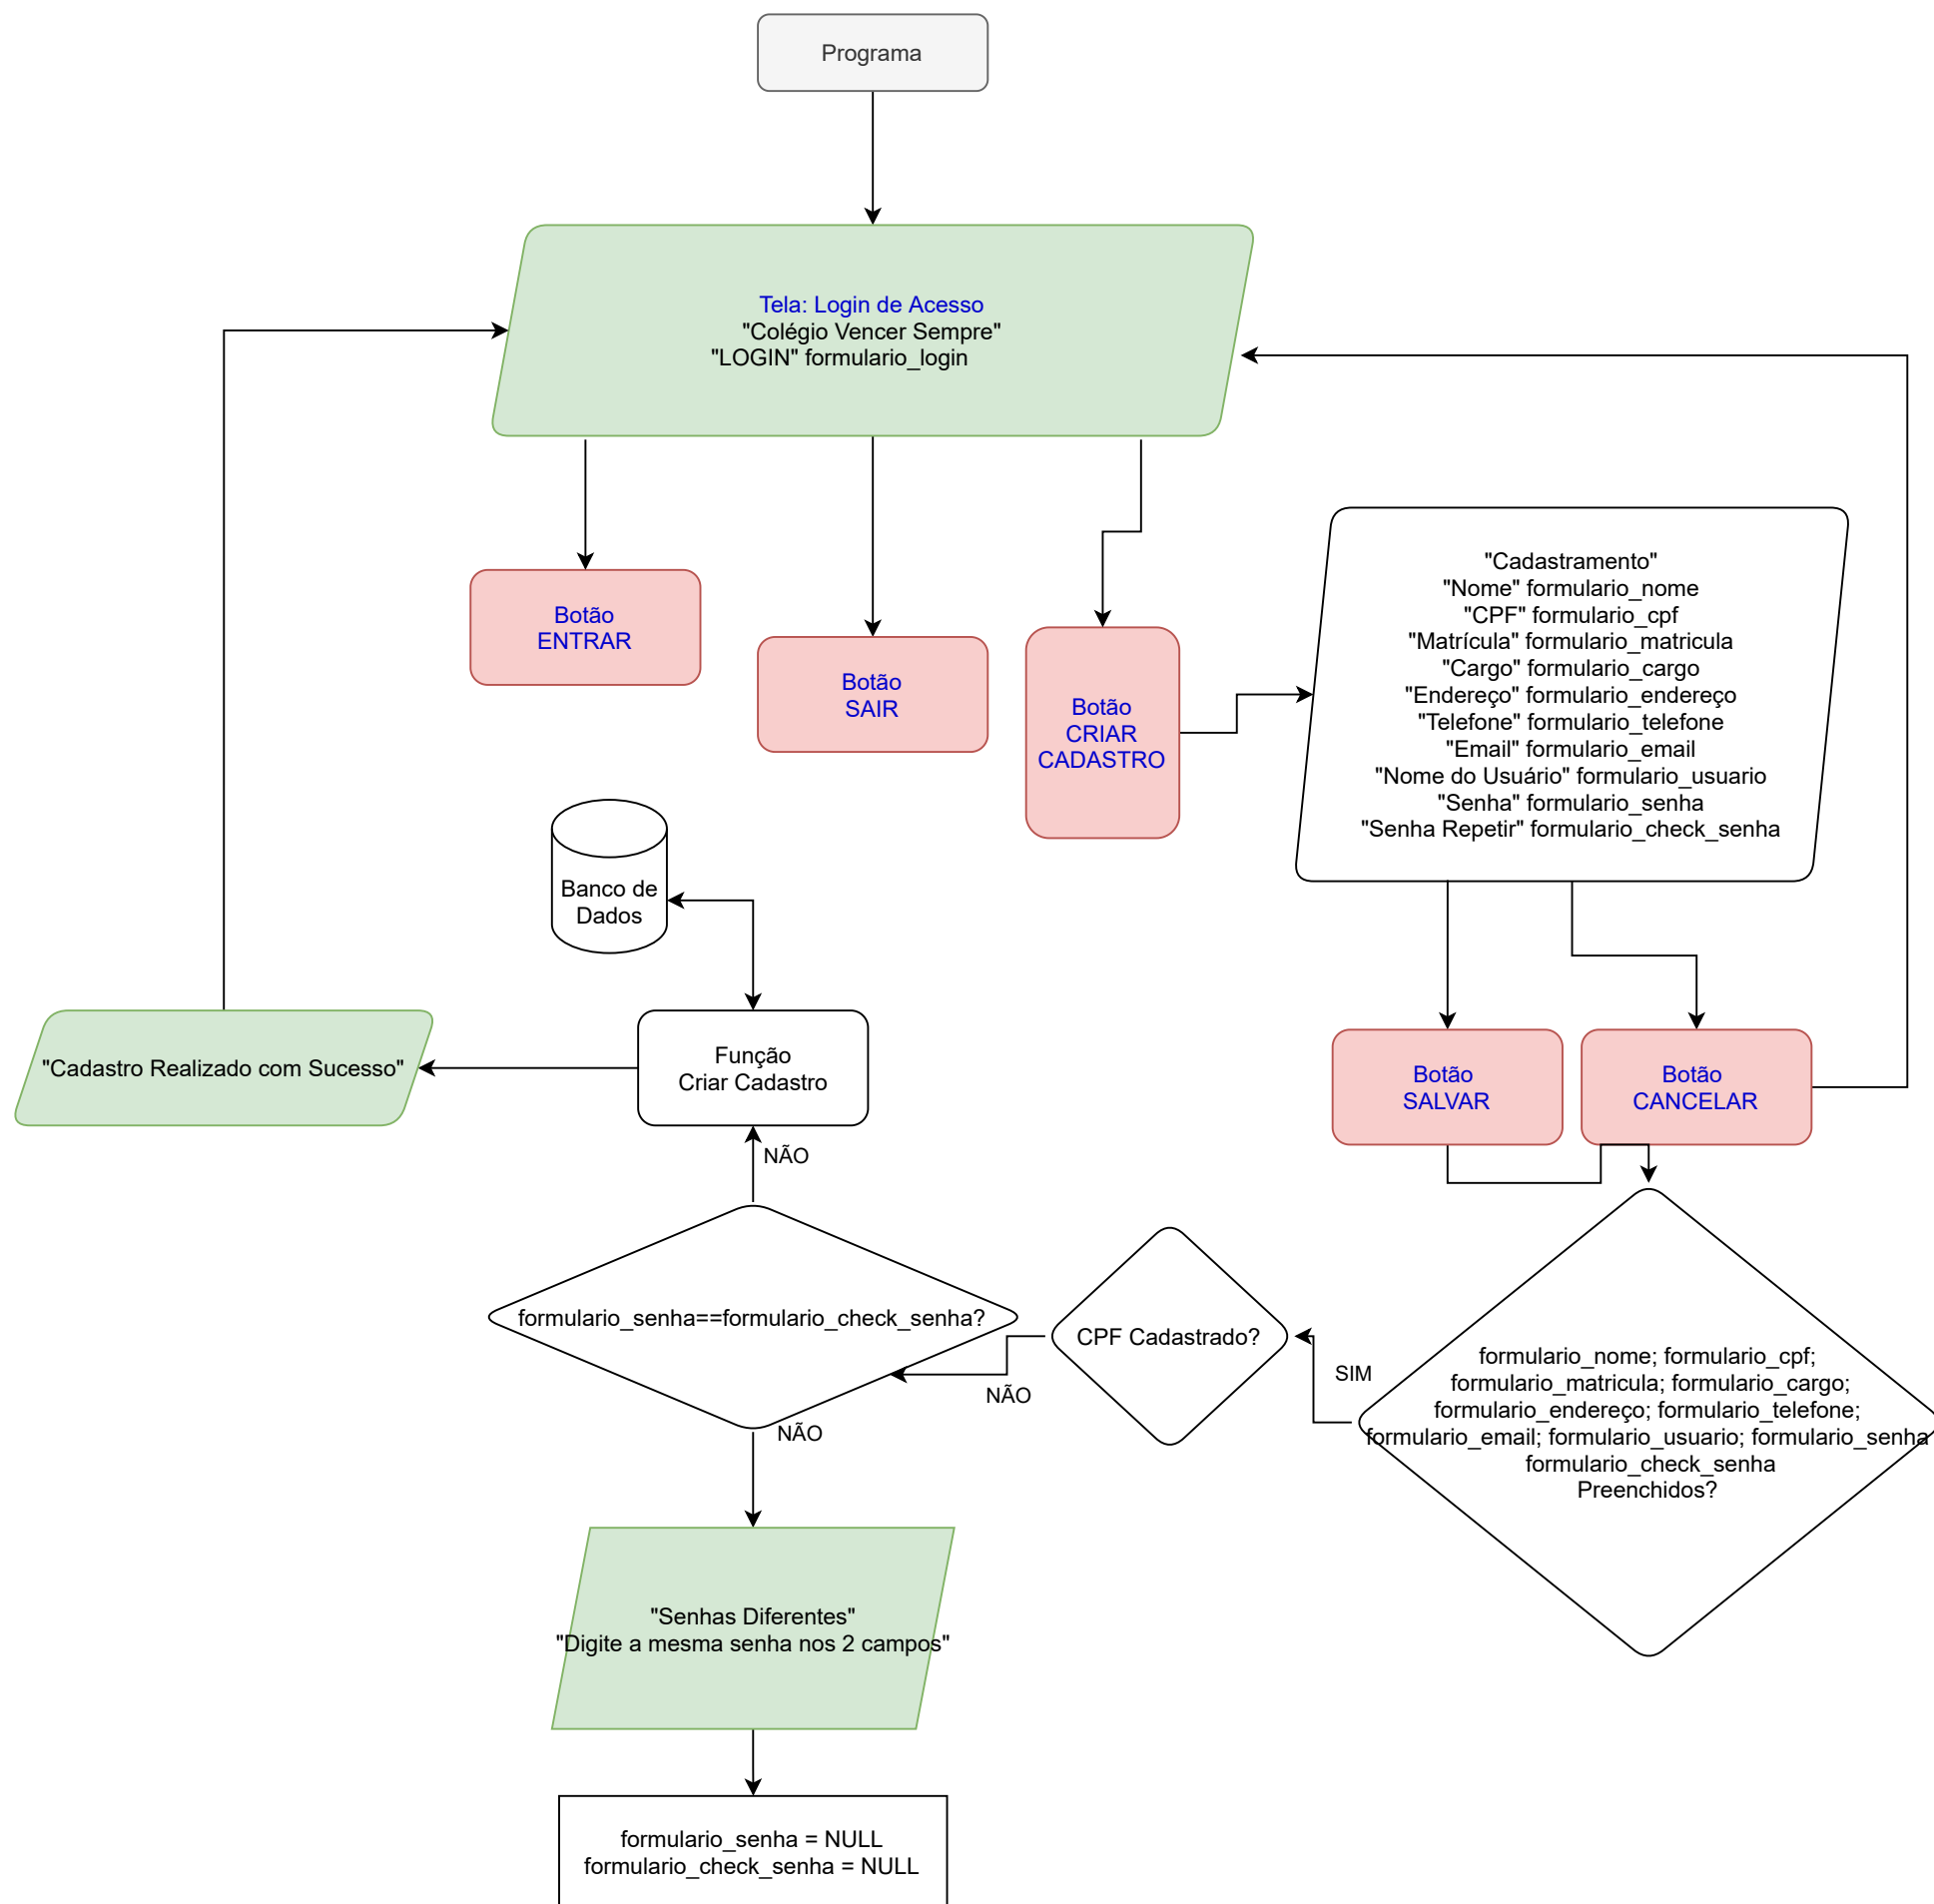 Programa
Tela: Login de Acesso
"Colégio Vencer Sempre"
"LOGIN" formulario_login
Botão
ENTRAR
Botão
SAIR
Botão
CRIAR
CADASTRO
"Cadastramento"
"Nome" formulario_nome
"CPF" formulario_cpf
"Matrícula" formulario_matricula
"Cargo" formulario_cargo
"Endereço" formulario_endereço
"Telefone" formulario_telefone
"Email" formulario_email
"Nome do Usuário" formulario_usuario
"Senha" formulario_senha
"Senha Repetir" formulario_check_senha
Banco de
Dados
"Cadastro Realizado com Sucesso"
Função
Criar Cadastro
Botão
SALVAR
Botão
CANCELAR
NÃO
formulario_senha==formulario_check_senha?
CPF Cadastrado?
SIM
NÃO
formulario_nome; formulario_cpf;
formulario_matricula; formulario_cargo;
formulario_endereço; formulario_telefone;
formulario_email; formulario_usuario; formulario_senha
formulario_check_senha
Preenchidos?
NÃO
"Senhas Diferentes"
"Digite a mesma senha nos 2 campos"
formulario_senha = NULL
formulario_check_senha = NULL